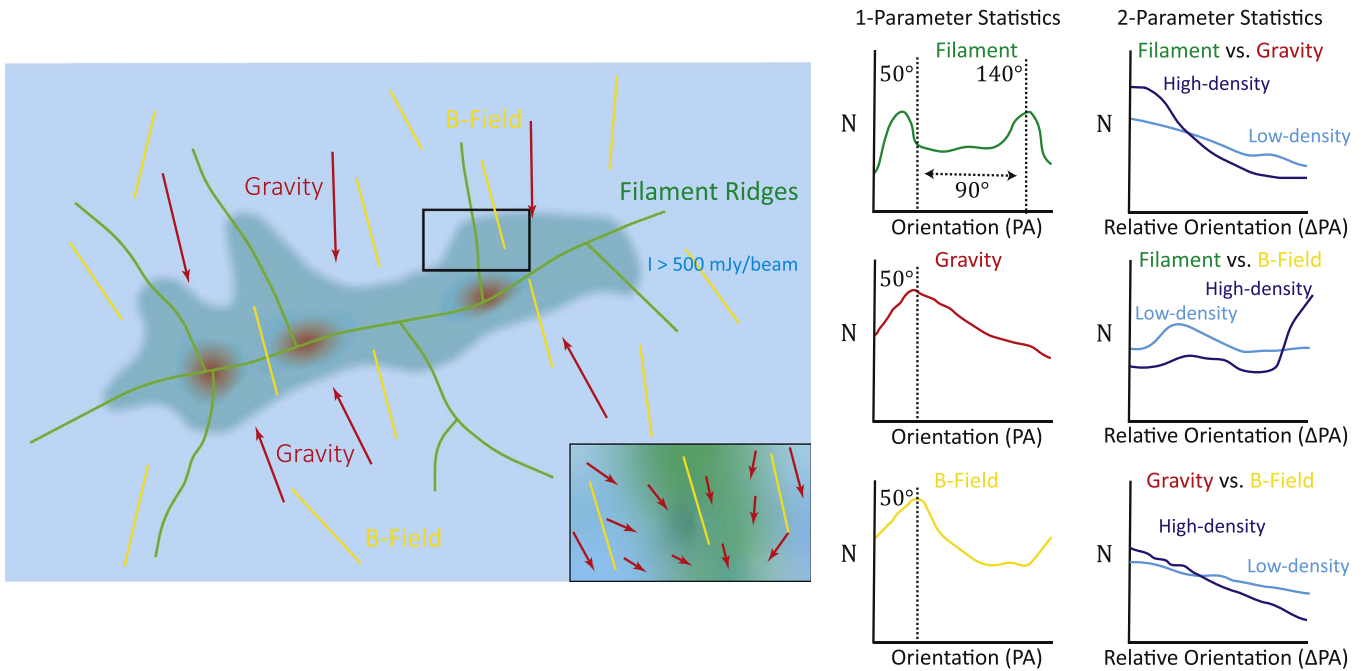 B-Field
Gravity
Filament Ridges
I > 500 mJy/beam
Gravity
B-Field
1-Parameter Statistics
Filament
50°
140°
N
90°
Orientation (PA)
Gravity
50°
N
Orientation (PA)
B-Field
50°
N
Orientation (PA)
2-Parameter Statistics
Filament vs. Gravity
High-density
N
Low-density
Relative Orientation (ΔPA)
Filament vs. B-Field
High-density
Low-density
N
Relative Orientation (ΔPA)
Gravity vs. B-Field
High-density
N
Low-density
Relative Orientation (ΔPA)